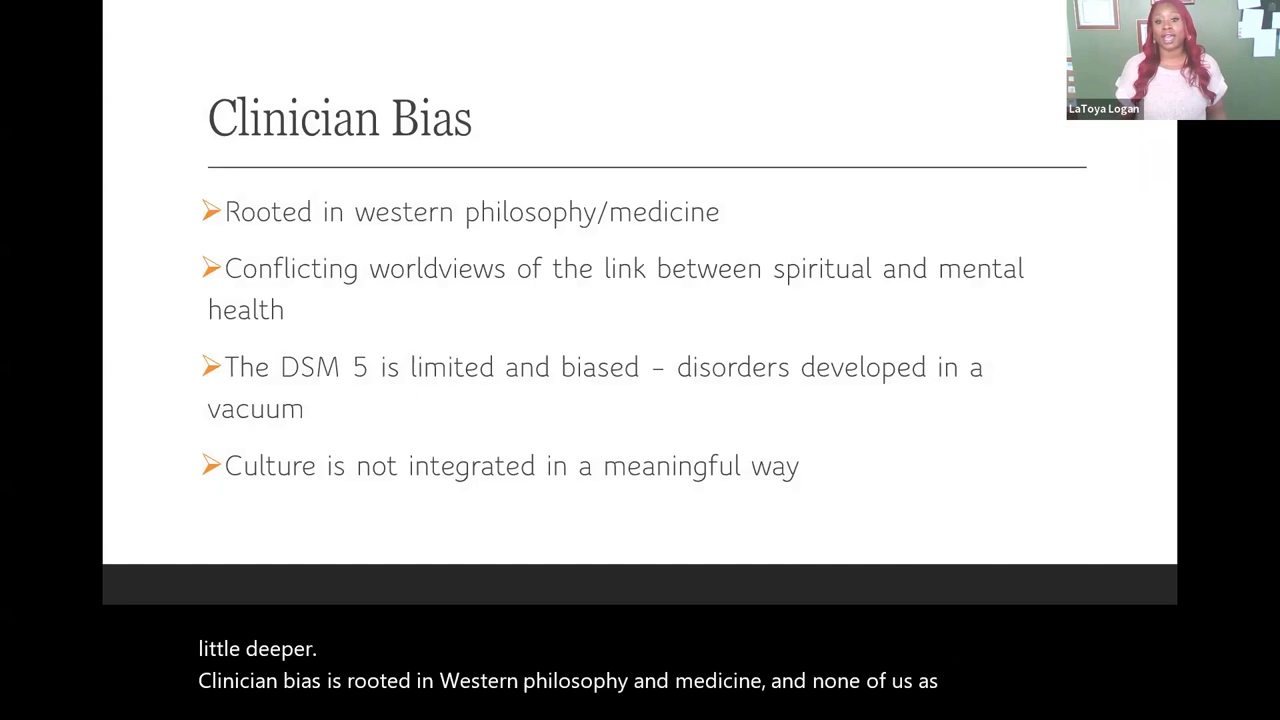 LaToya Logan
Clinician Bias
➢Rooted in western philosophy/medicine
➢Conflicting worldviews of the link between spiritual and mental
health
➢The DSM 5 is limited and biased – disorders developed in a
vacuum
➢Culture is not integrated in a meaningful way
little deeper.
Clinician bias is rooted in Western philosophy and medicine, and none of us as